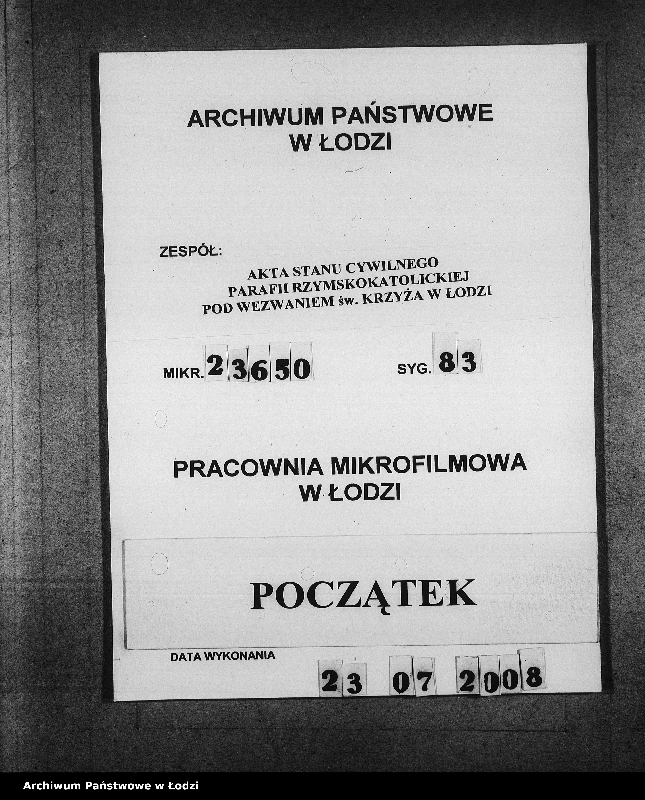 ARCHIWUM PAŃSTWOWE
W ŁODZI
ZESPÓŁ:
AKTA STANU CYWILNEGO
PARAFII RZYMSKOKATOLICKIEJ
POD WEZWANIEM św. KRZYŻA W ŁODZI
MIKR. 23650 SYG. 83
PRACOWNIA MIKROFILMOWA
W ŁODZI
POCZĄTEK
DATA WYKONANIA
23 07 2008
Archiwum Państwowe w Łodzi